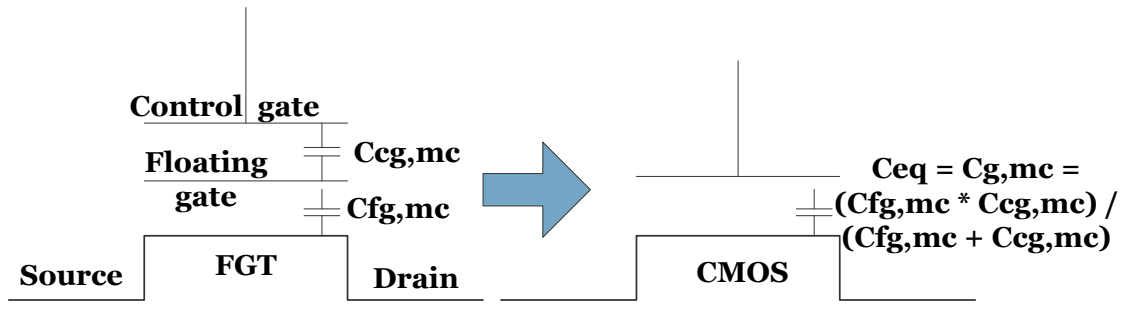 Control gate
Floating
gate
Ccg,mc
Cfg,mc
Source
FGT
Drain
Ceq = Cg,mc =
(Cfg,mc * Ccg,mc) /
(Cfg,mc + Ccg,mc)
CMOS